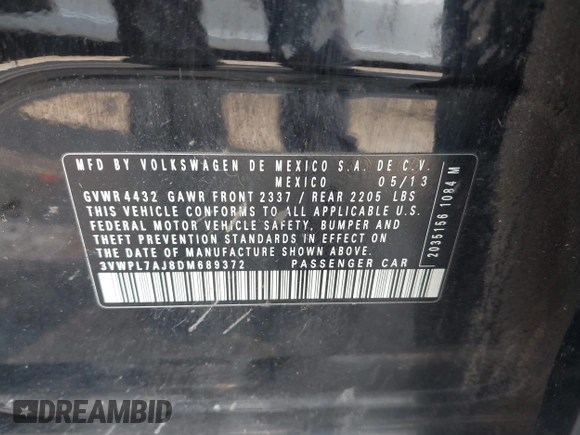 MFD BY VOLKSWAGEN DE MEXICO S.A. DE C.V.
MEXICO 05/13
GVWR4432 GAWR FRONT 2337 / REAR 2205 LBS
THIS VEHICLE CONFORMS TO ALL APPLICABLE U.S.
FEDERAL MOTOR VEHICLE SAFETY, BUMPER AND
THEFT PREVENTION STANDARDS IN EFFECT ON
THE DATE OF MANUFACTURE SHOWN ABOVE.
3VWPL7AJ8DM689372 PASSENGER CAR
2035156 1084 M
DREAMBID